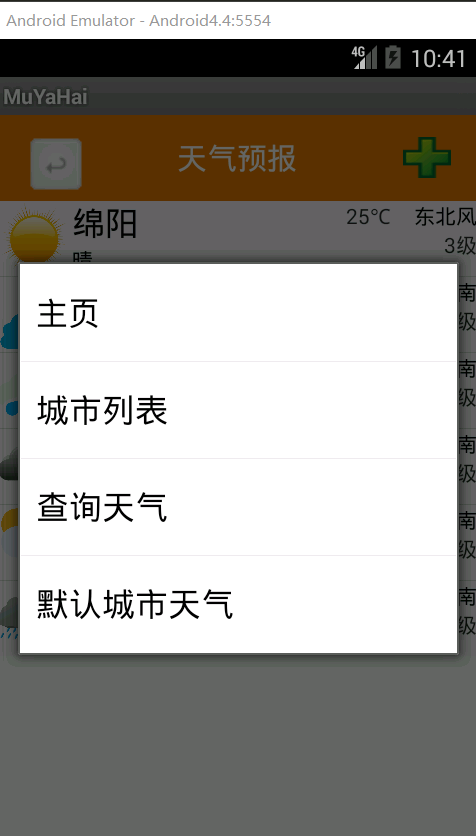 Android Emulator - Android4.4:5554
4G 10:41
MuYaHai
天气预报
绵阳 25℃ 东北风
晴 3级
主页
南
级
城市列表
南
级
南
级
查询天气
南
级
默认城市天气
南
级